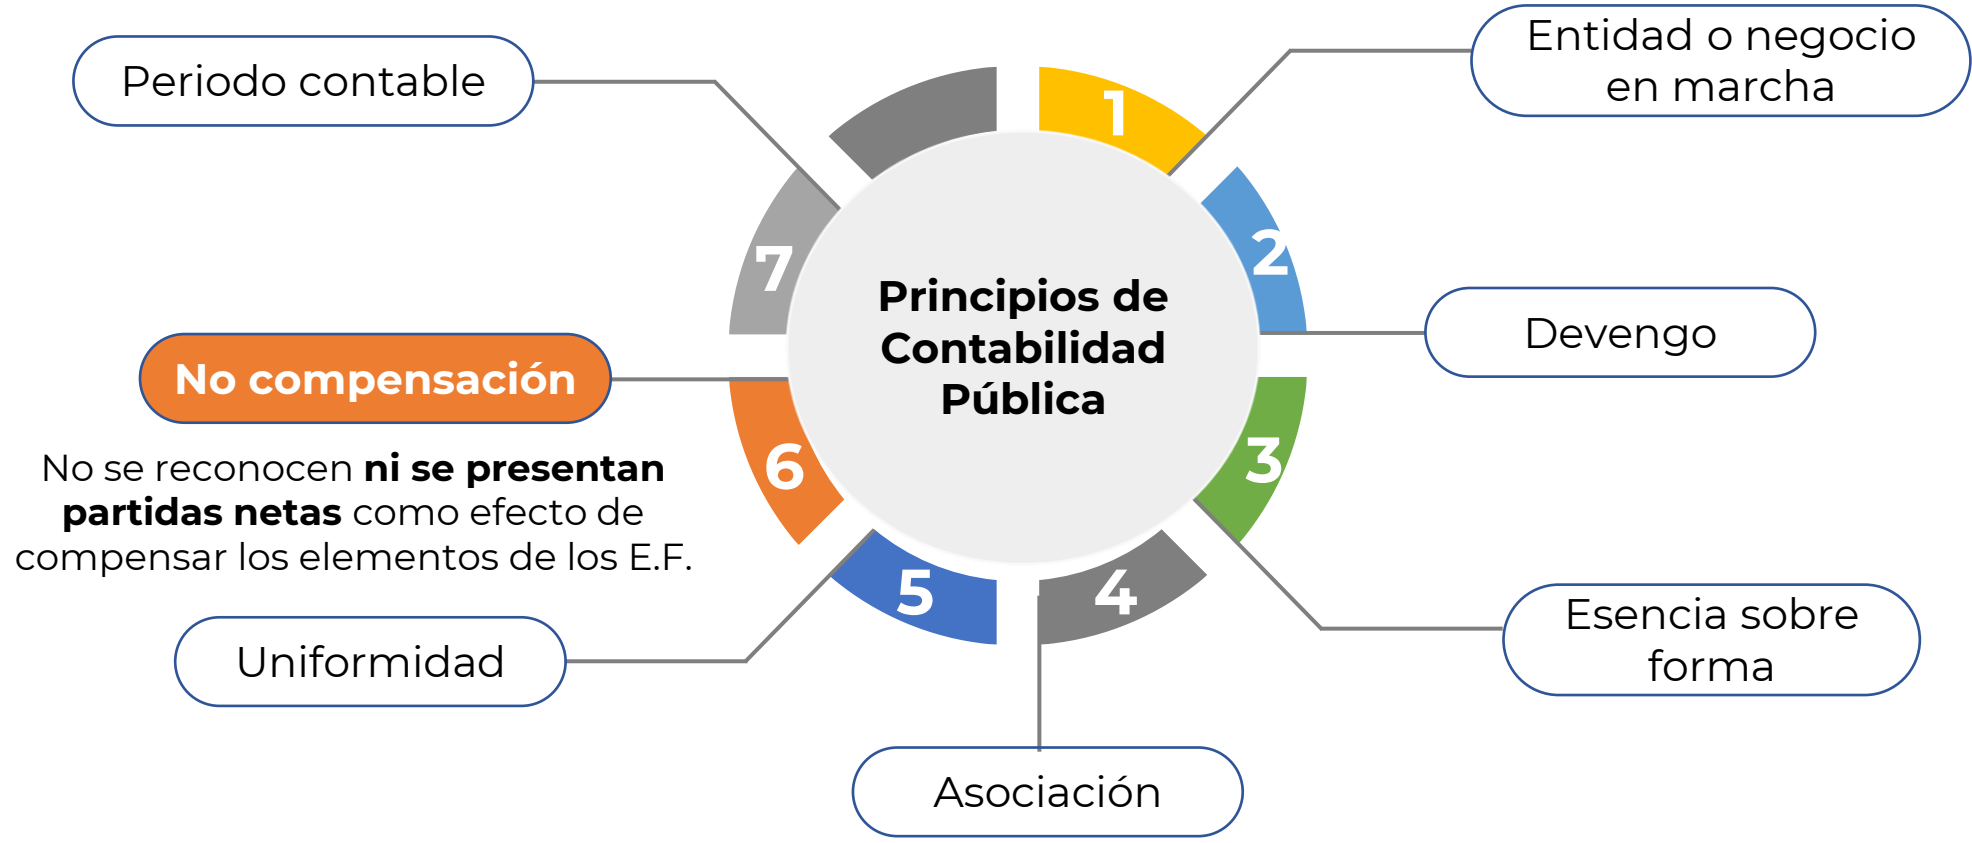 Principios de
Contabilidad
Pública
1
Entidad o negocio
en marcha
2
Devengo
3
Esencia sobre
forma
4
Asociación
5
Uniformidad
6
No compensación
No se reconocen ni se presentan
partidas netas como efecto de
compensar los elementos de los E.F.
7
Periodo contable